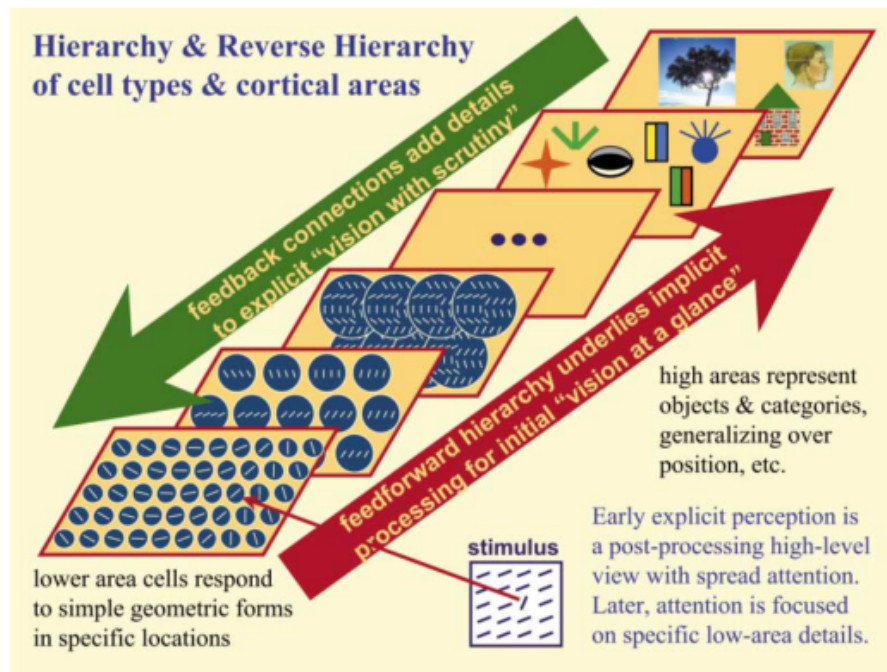 Hierarchy & Reverse Hierarchy
of cell types & cortical areas
feedback connections add details
to explicit “vision with scrutiny”
feedforward hierarchy underlies implicit
processing for initial “vision at a glance”
high areas represent
objects & categories,
generalizing over
position, etc.
stimulus
lower area cells respond
to simple geometric forms
in specific locations
Early explicit perception is
a post-processing high-level
view with spread attention.
Later, attention is focused
on specific low-area details.